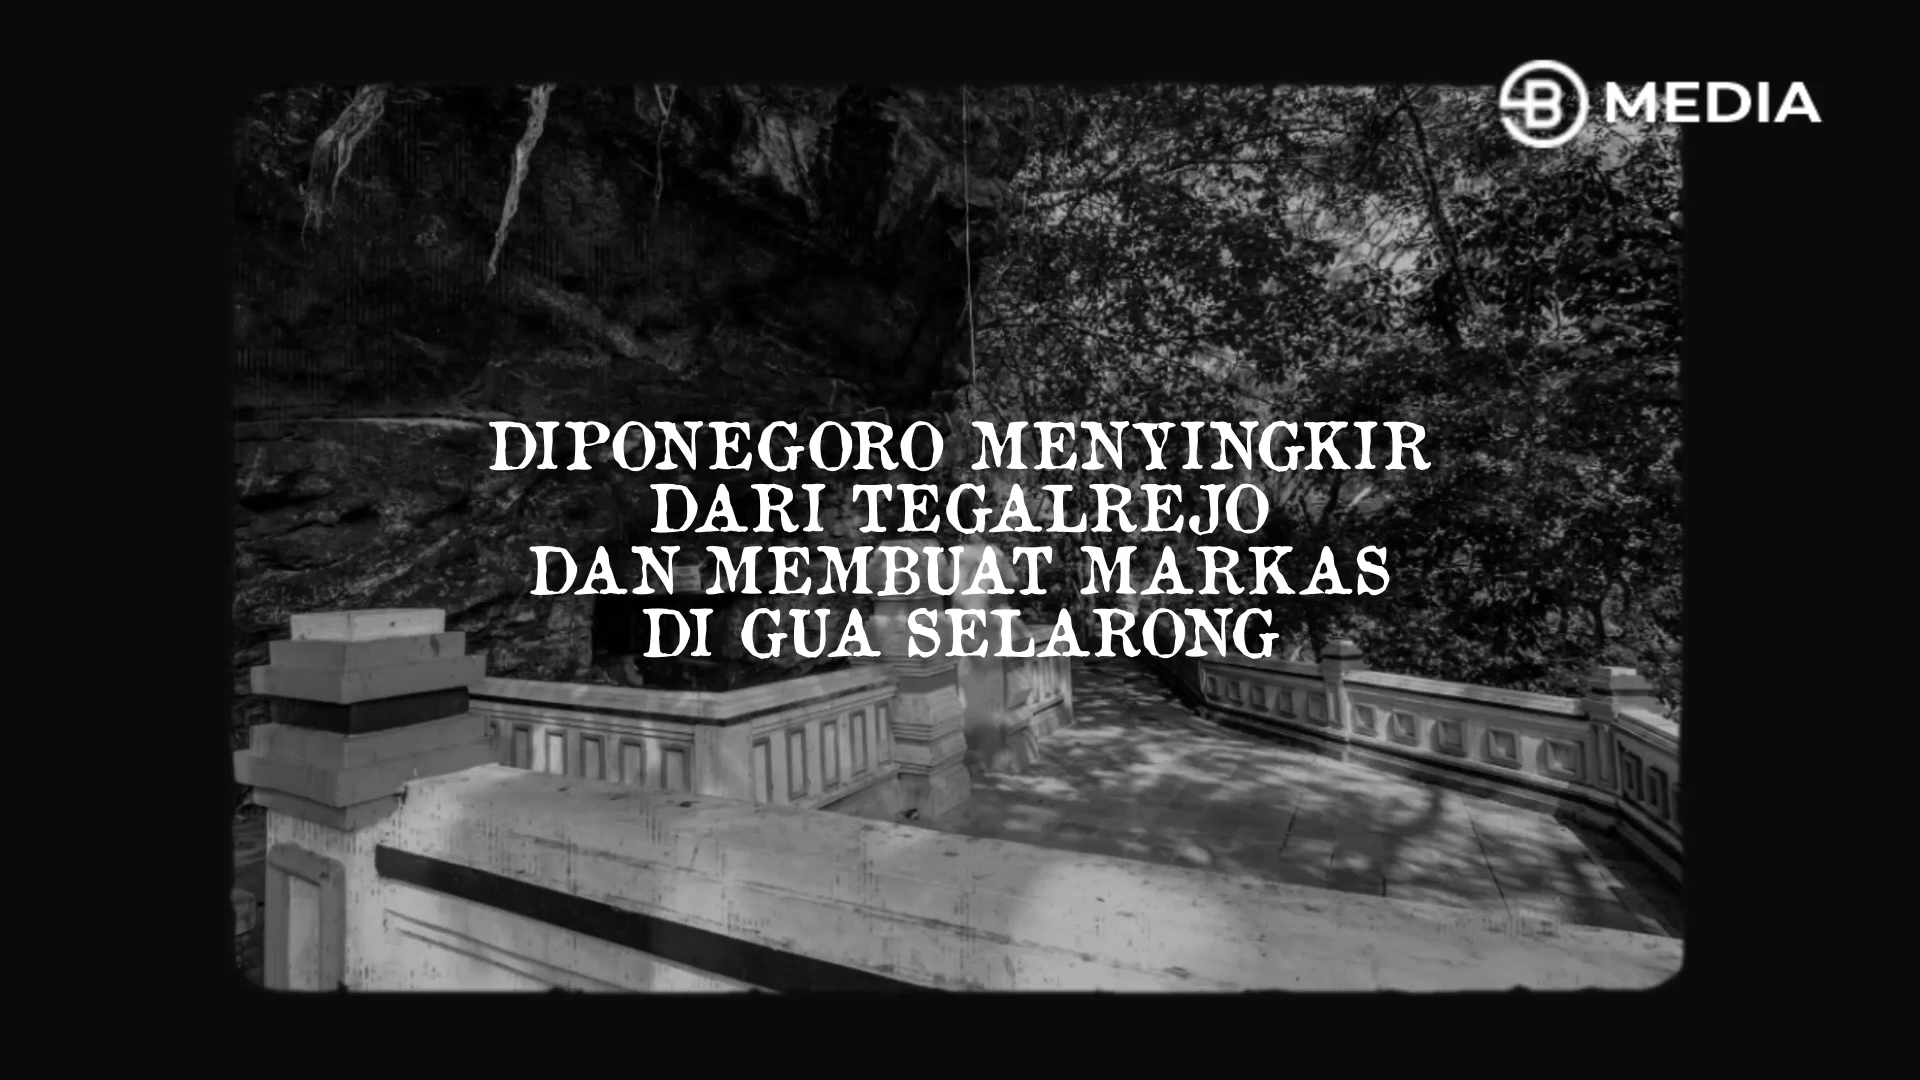 B MEDIA
DIPONEGORO MENYINGKIR
DARI TEGALREJO
DAN MEMBUAT MARKAS
DI GUA SELARONG